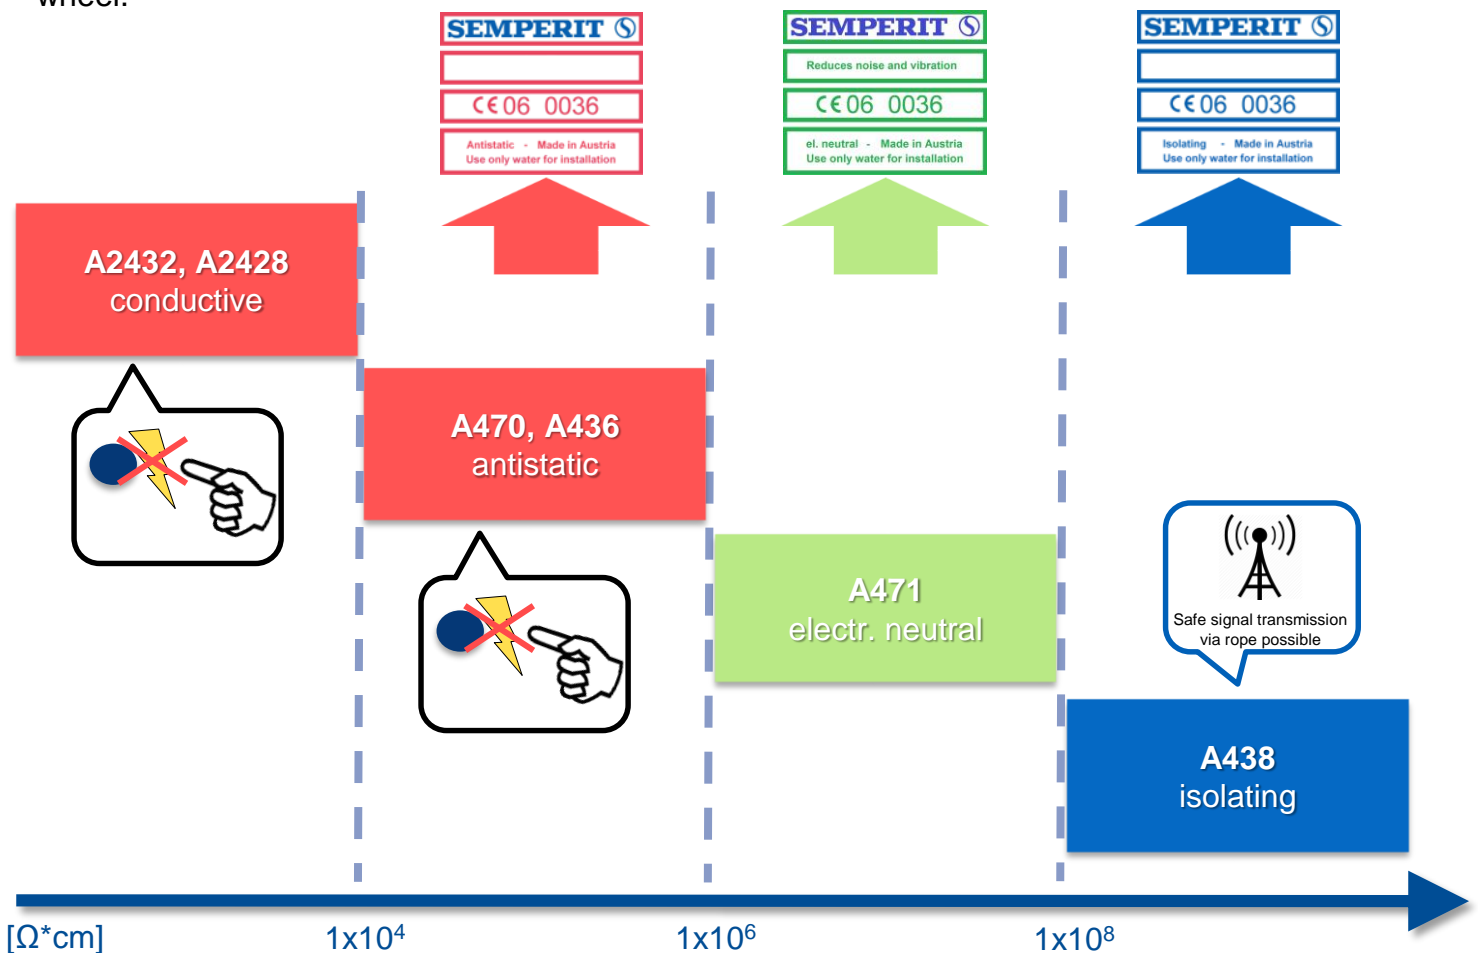 wheel.
SEMPERIT
CE 06 0036
Antistatic - Made in Austria
Use only water for installation
SEMPERIT
Reduces noise and vibration
CE 06 0036
el. neutral - Made in Austria
Use only water for installation
SEMPERIT
CE 06 0036
Isolating - Made in Austria
Use only water for installation
A2432, A2428
conductive
A470, A436
antistatic
A471
electr. neutral
Safe signal transmission
via rope possible
A438
isolating
[Ω*cm]
1x10⁴
1x10⁶
1x10⁸